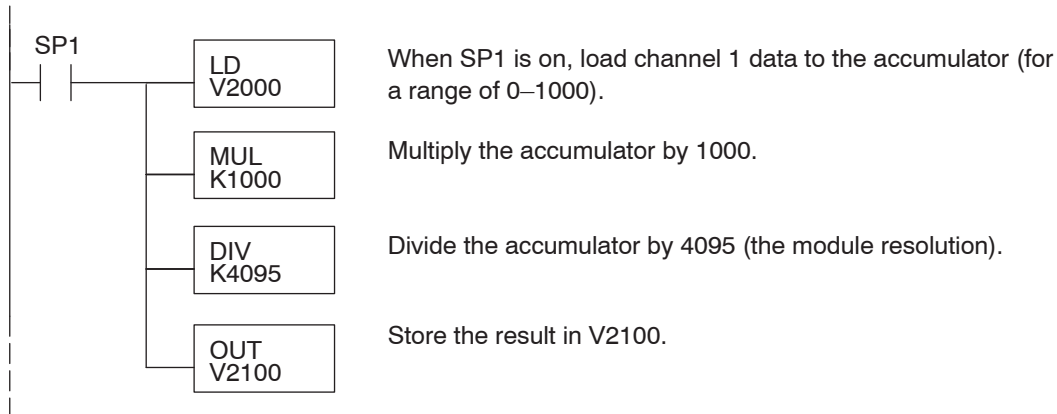 SP1
LD
V2000
When SP1 is on, load channel 1 data to the accumulator (for
a range of 0–1000).
MUL
K1000
Multiply the accumulator by 1000.
DIV
K4095
Divide the accumulator by 4095 (the module resolution).
OUT
V2100
Store the result in V2100.